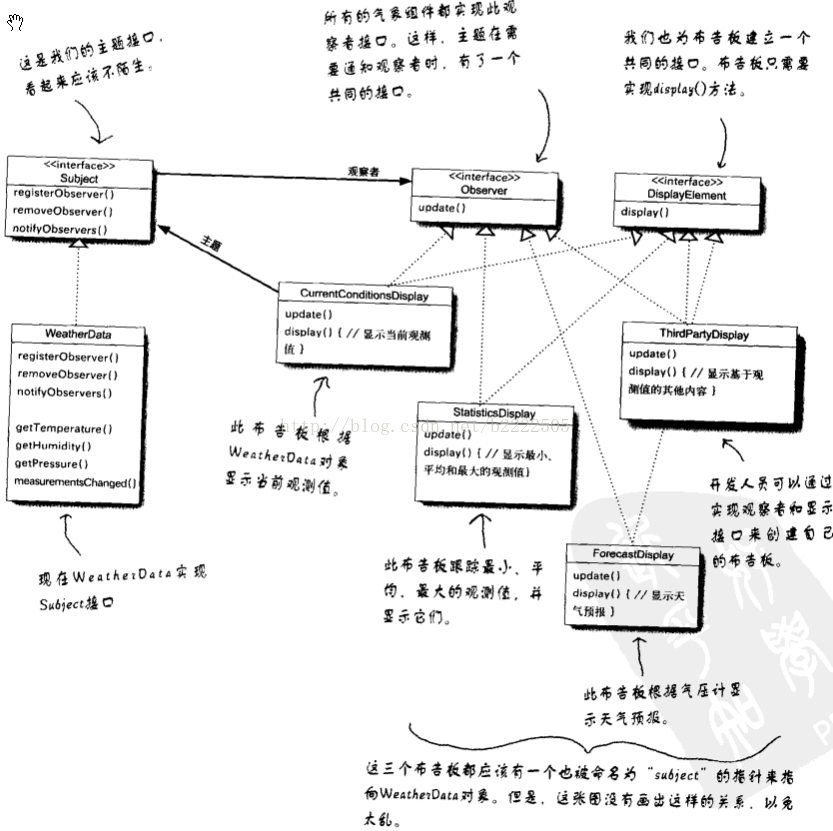 这是我们的主题接口，
看起来应该不陌生。
所有的气象组件都实现此观
察者接口。这样，主题在需
要通知观察者时，有了一个
共同的接口。
我们也为布告板建立一个
共同的接口。布告板只需要
实现display()方法。
<<interface>>
Subject
registerObserver()
removeObserver()
notifyObservers()
观察者
<<interface>>
Observer
update()
<<interface>>
DisplayElement
display()
主题
WeatherData
registerObserver()
removeObserver()
notifyObservers()
getTemperature()
getHumidity()
getPressure()
measurementsChanged()
CurrentConditionsDisplay
update()
display() { // 显示当前观测
值 }
ThirdPartyDisplay
update()
display() { // 显示基于观
测值的其他内容 }
StatisticsDisplay
update()
display() { // 显示最小、
平均和最大的观测值}
ForecastDisplay
update()
display() { // 显示天
气预报 }
此布告板根据
WeatherData对象
显示当前观测值。
现在WeatherData实现
Subject接口
此布告板跟踪最小、平
均、最大的观测值，并
显示它们。
开发人员可以通过
实现观察者和显示
接口来创建自己
的布告板。
此布告板根据气压计显
示天气预报。
这三个布告板都应该有一个也被命名为“subject”的指针来指
向WeatherData对象。但是，这张图没有画出这样的关系，以免
太乱。